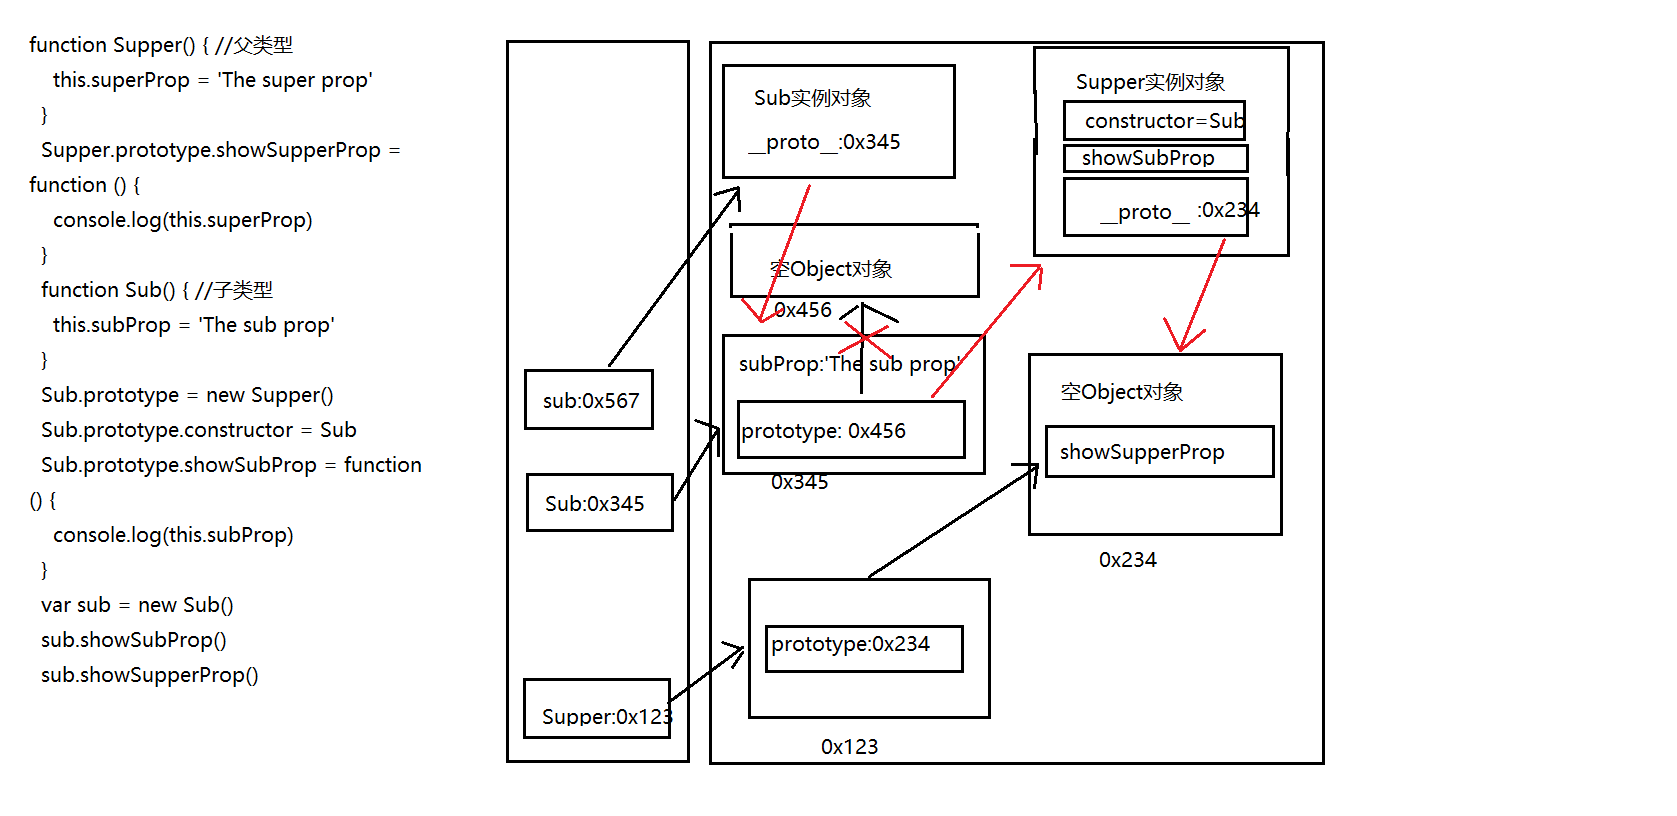 function Supper() { //父类型
this.superProp = 'The super prop'
}
Supper.prototype.showSupperProp =
function () {
console.log(this.superProp)
}
function Sub() { //子类型
this.subProp = 'The sub prop'
}
Sub.prototype = new Supper()
Sub.prototype.constructor = Sub
Sub.prototype.showSubProp = function
() {
console.log(this.subProp)
}
var sub = new Sub()
sub.showSubProp()
sub.showSupperProp()
sub:0x567
Sub:0x345
Supper:0x123
Sub实例对象
__proto__:0x345
空Object对象
0x456
subProp:'The sub prop'
prototype: 0x456
0x345
prototype:0x234
0x123
Supper实例对象
constructor=Sub
showSubProp
__proto__ :0x234
空Object对象
showSupperProp
0x234